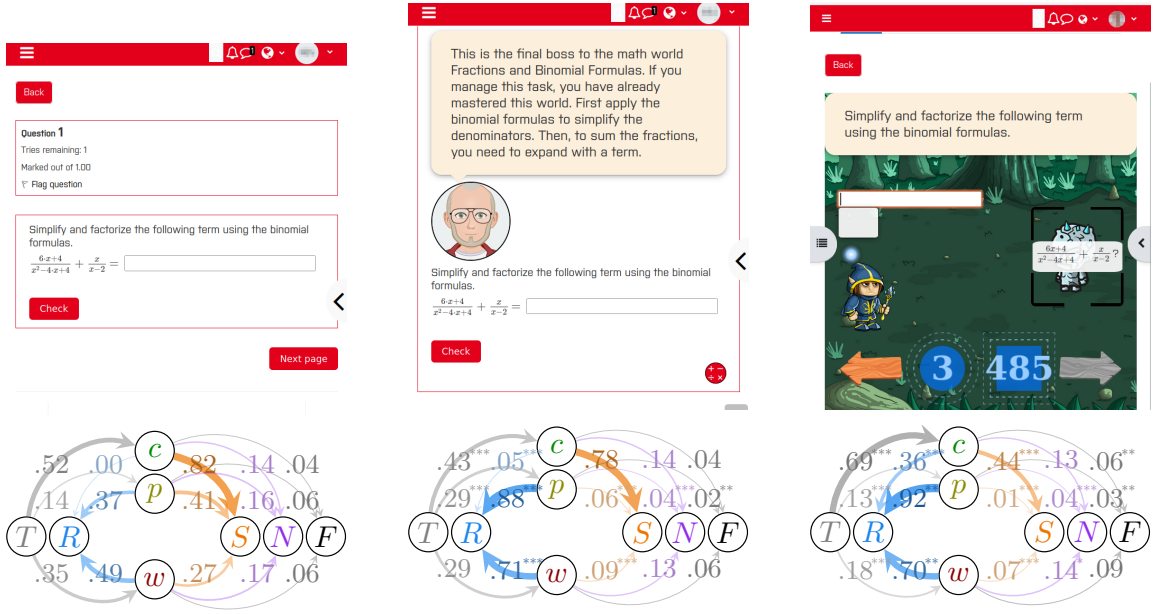 Back
Question 1
Tries remaining: 1
Marked out of 1.00
Flag question
Simplify and factorize the following term using the binomial
formulas.
6·x+4 / x²−4·x+4 + x / x−2 =
Check
Next page
1
This is the final boss to the math world
Fractions and Binomial Formulas. If you
manage this task, you have already
mastered this world. First apply the
binomial formulas to simplify the
denominators. Then, to sum the fractions,
you need to expand with a term.
Simplify and factorize the following term using the binomial
formulas.
6·x+4 / x²−4·x+4 + x / x−2 =
Check
1
Back
Simplify and factorize the following term
using the binomial formulas.
6x+4 / x²−4x+4 + x / x−2 ?
3 485
c
.52 .00 .82 .14 .04
p
.14 .37 .41 .16 .06
T R S N F
.35 .49 w .27 .17 .06
c
.43*** .05*** .78 .14 .04
p
.29*** .88*** .06*** .04*** .02**
T R S N F
.29 .71*** w .09*** .13 .06
c
.69** .36*** .44*** .13 .06**
p
.13*** .92** .01*** .04*** .03**
T R S N F
.18** .70** w .07** .14* .09